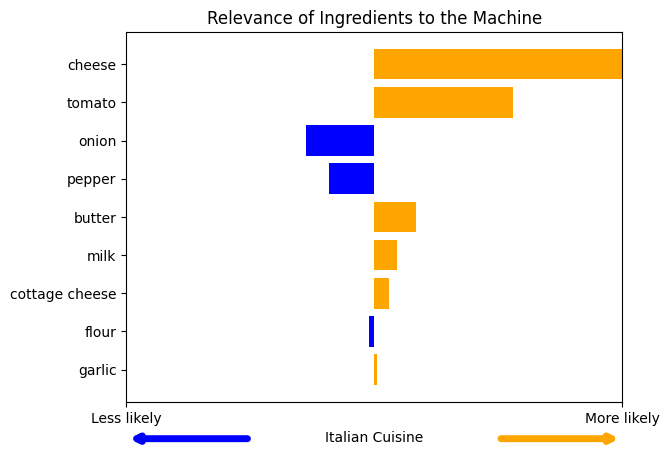 Relevance of Ingredients to the Machine
cheese
tomato
onion
pepper
butter
milk
cottage cheese
flour
garlic
Less likely
More likely
Italian Cuisine